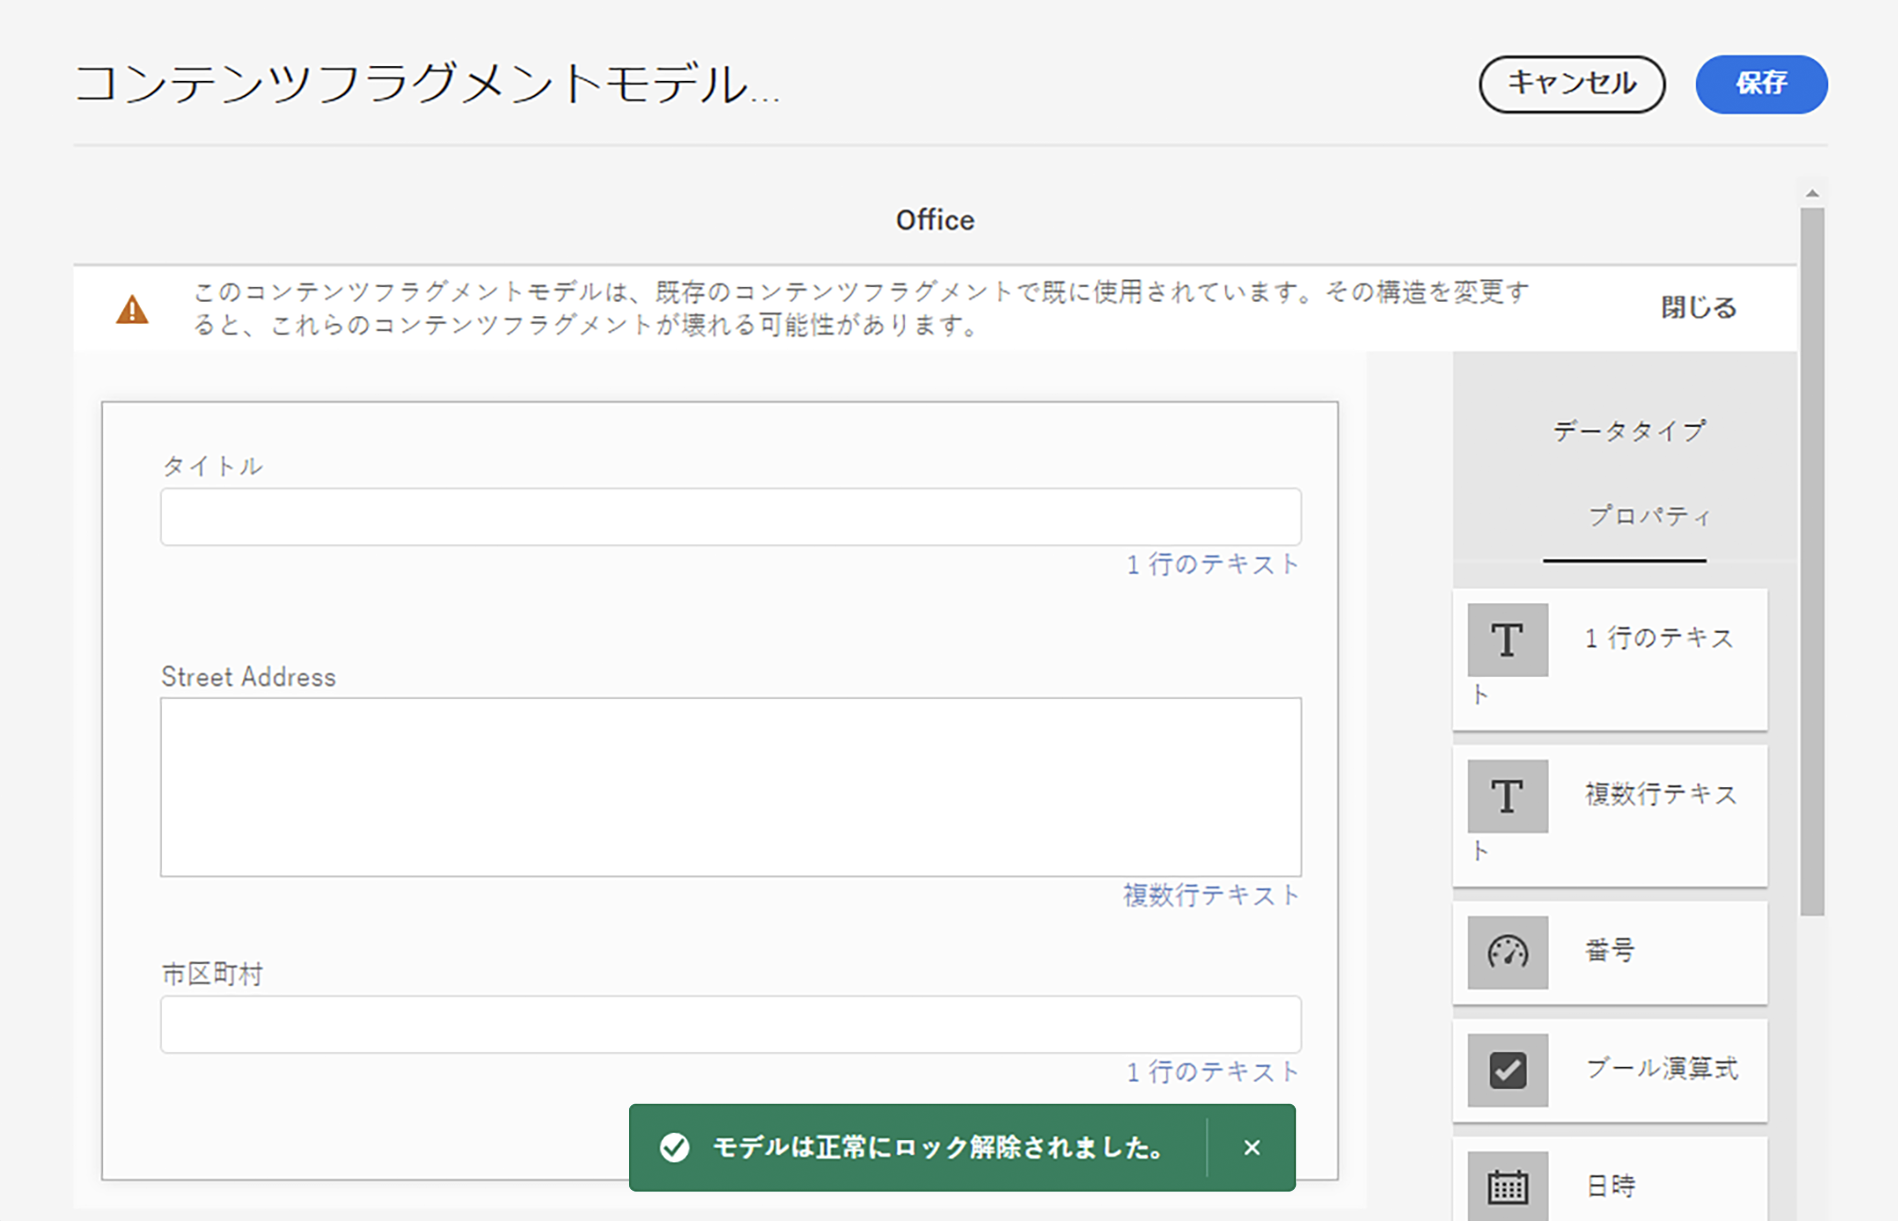 コンテンツフラグメントモデル...
キャンセル
保存
Office
このコンテンツフラグメントモデルは、既存のコンテンツフラグメントで既に使用されています。その構造を変更す
ると、これらのコンテンツフラグメントが壊れる可能性があります。
閉じる
タイトル
1 行のテキスト
Street Address
複数行テキスト
市区町村
1 行のテキスト
モデルは正常にロック解除されました。
データタイプ
プロパティ
1 行のテキス
ト
複数行テキス
ト
番号
ブール演算式
日時